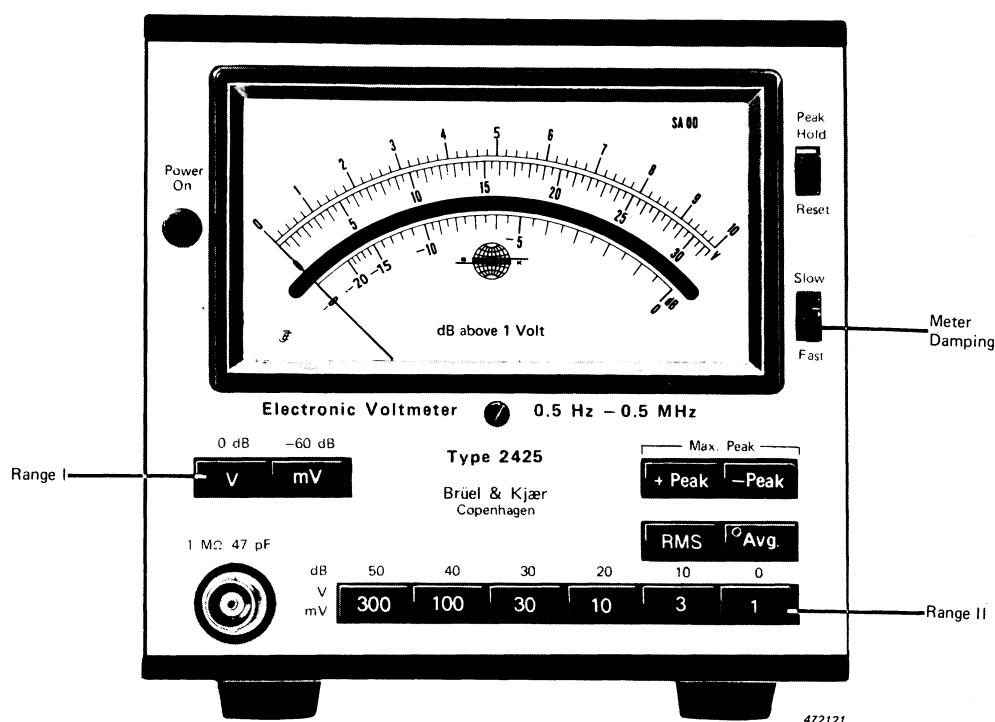 SA 00
0 1 2 3 4 5 6 7 8 9 10
5 10 15 20 25 30 V
-20 -15 -10 -5 0 dB
dB above 1 Volt
Power
On
Peak
Hold
Reset
Slow
Fast
Meter
Damping
Electronic Voltmeter 0.5 Hz – 0.5 MHz
0 dB –60 dB
Range I
V mV
Type 2425
Brüel & Kjær
Copenhagen
Max. Peak
+ Peak –Peak
RMS Avg.
1 MΩ 47 pF
dB 50 40 30 20 10 0
V
mV
300 100 30 10 3 1
Range II
472121